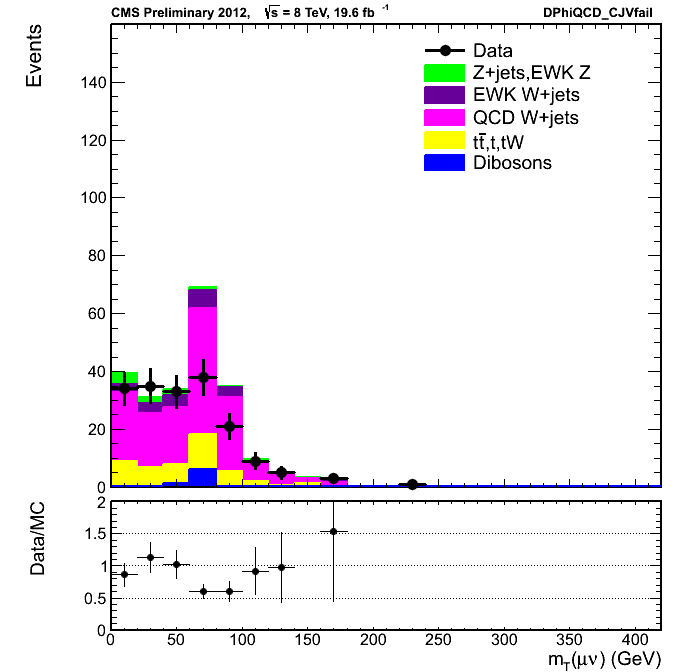 CMS Preliminary 2012, √s = 8 TeV, 19.6 fb⁻¹ DPhiQCD_CJVfail
Events
Data
Z+jets,EWK Z
EWK W+jets
QCD W+jets
tt̅,t,tW
Dibosons
140
120
100
80
60
40
20
0
Data/MC
2
1.5
1
0.5
0
0 50 100 150 200 250 300 350 400
m_T(μν) (GeV)